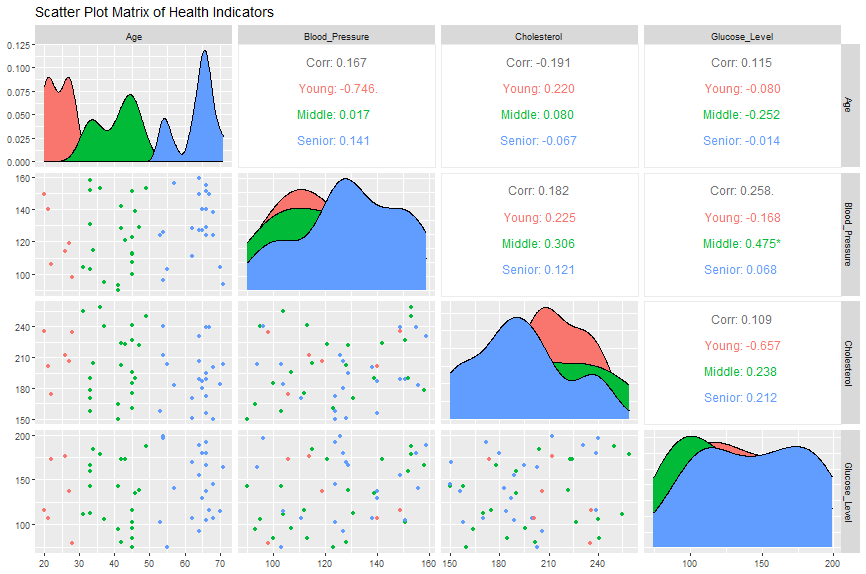 Scatter Plot Matrix of Health Indicators
Age Blood_Pressure Cholesterol Glucose_Level
0.125
0.100
0.075
0.050
0.025
0.000
Corr: 0.167
Young: -0.746.
Middle: 0.017
Senior: 0.141
Corr: -0.191
Young: 0.220
Middle: 0.080
Senior: -0.067
Corr: 0.115
Young: -0.080
Middle: -0.252
Senior: -0.014
Age
160
140
120
100
Corr: 0.182
Young: 0.225
Middle: 0.306
Senior: 0.121
Corr: 0.258.
Young: -0.168
Middle: 0.475*
Senior: 0.068
Blood_Pressure
240
210
180
150
Corr: 0.109
Young: -0.657
Middle: 0.238
Senior: 0.212
Cholesterol
200
150
100
Glucose_Level
20 30 40 50 60 70
100 120 140 160
150 180 210 240
100 150 200